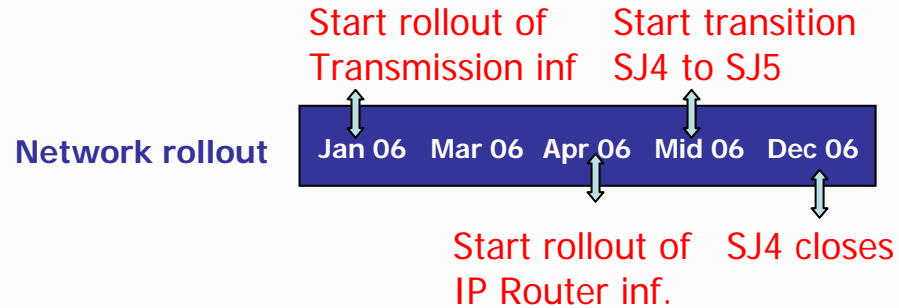 Start rollout of
Transmission inf
Start transition
SJ4 to SJ5
Network rollout
Jan 06 Mar 06 Apr 06 Mid 06 Dec 06
Start rollout of
IP Router inf.
SJ4 closes